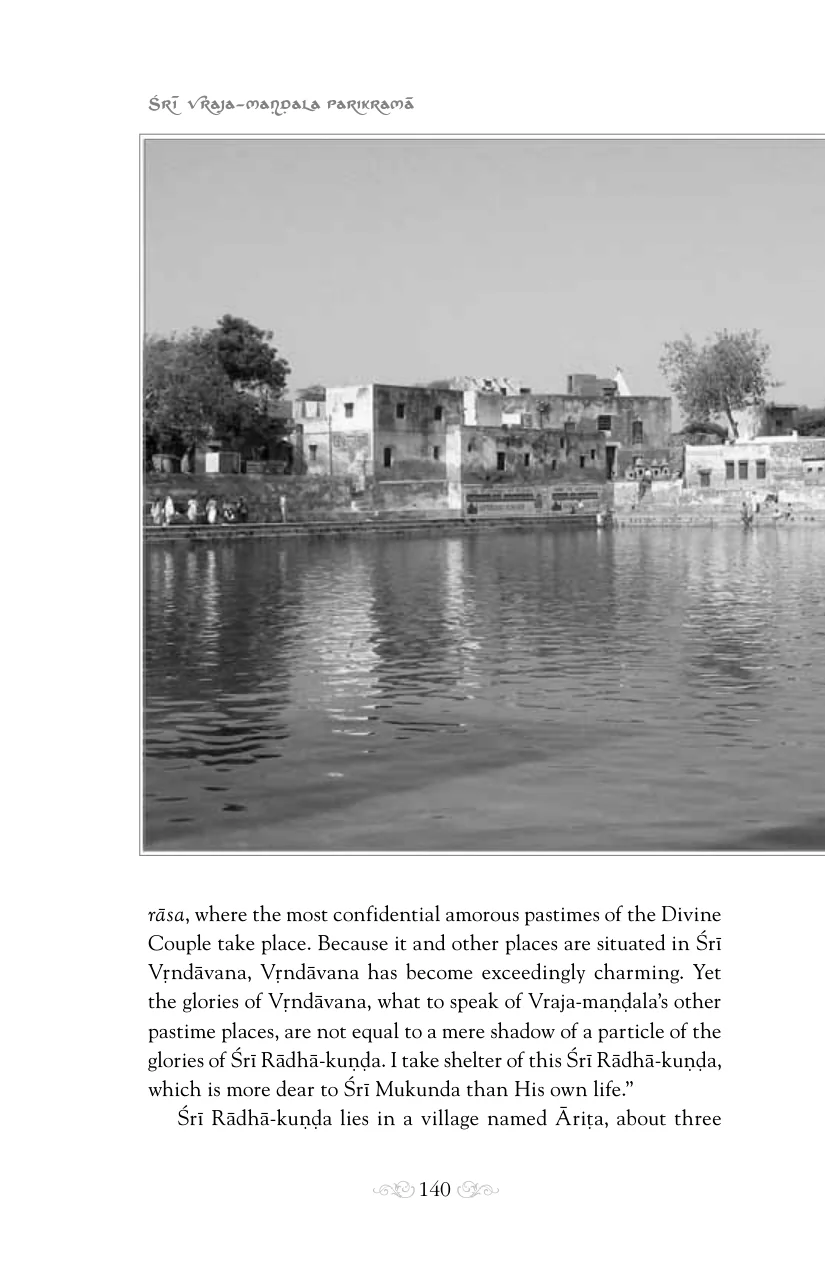 Śrī Vraja-maṇḍala Parikramā
rāsa, where the most confidential amorous pastimes of the Divine
Couple take place. Because it and other places are situated in Śrī
Vṛndāvana, Vṛndāvana has become exceedingly charming. Yet
the glories of Vṛndāvana, what to speak of Vraja-maṇḍala’s other
pastime places, are not equal to a mere shadow of a particle of the
glories of Śrī Rādhā-kuṇḍa. I take shelter of this Śrī Rādhā-kuṇḍa,
which is more dear to Śrī Mukunda than His own life.”
Śrī Rādhā-kuṇḍa lies in a village named Āriṭa, about three
140